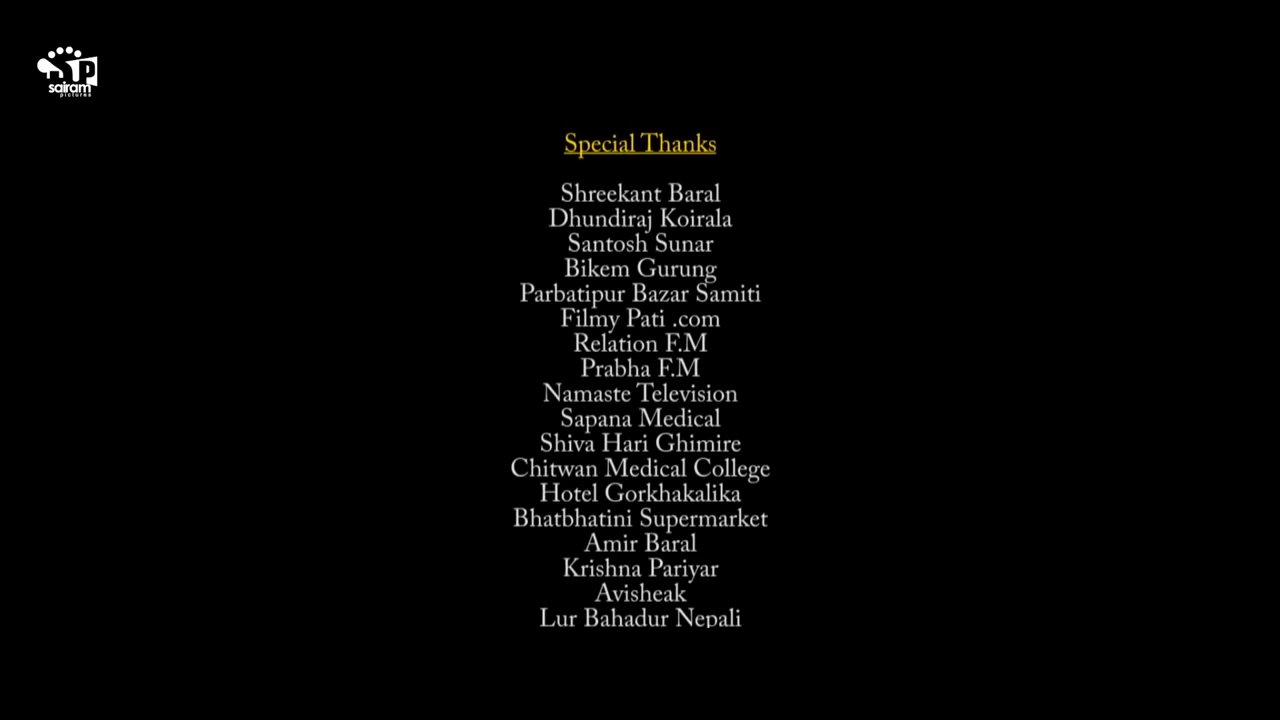 SP
sairam
pictures
Special Thanks
Shreekant Baral
Dhundiraj Koirala
Santosh Sunar
Bikem Gurung
Parbatipur Bazar Samiti
Filmy Pati .com
Relation F.M
Prabha F.M
Namaste Television
Sapana Medical
Shiva Hari Ghimire
Chitwan Medical College
Hotel Gorkhakalika
Bhatbhatini Supermarket
Amir Baral
Krishna Pariyar
Avisheak
Lur Bahadur Nepali